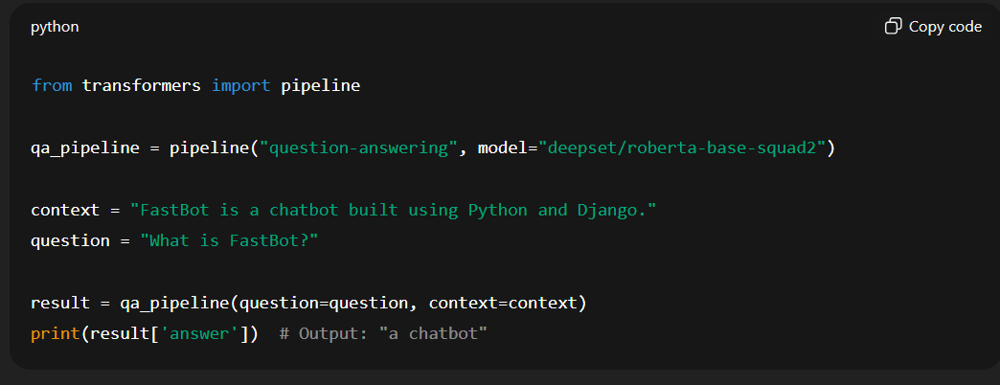 python
Copy code
from transformers import pipeline
qa_pipeline = pipeline("question-answering", model="deepset/roberta-base-squad2")
context = "FastBot is a chatbot built using Python and Django."
question = "What is FastBot?"
result = qa_pipeline(question=question, context=context)
print(result['answer'])  # Output: "a chatbot"